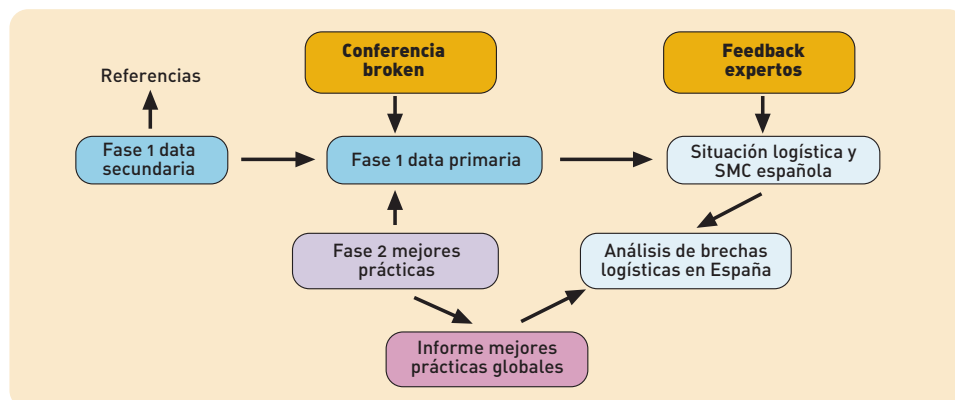 Conferencia
broken
Feedback
expertos
Referencias
Fase 1 data
secundaria
Fase 1 data primaria
Situación logística y
SMC española
Fase 2 mejores
prácticas
Análisis de brechas
logísticas en España
Informe mejores
prácticas globales